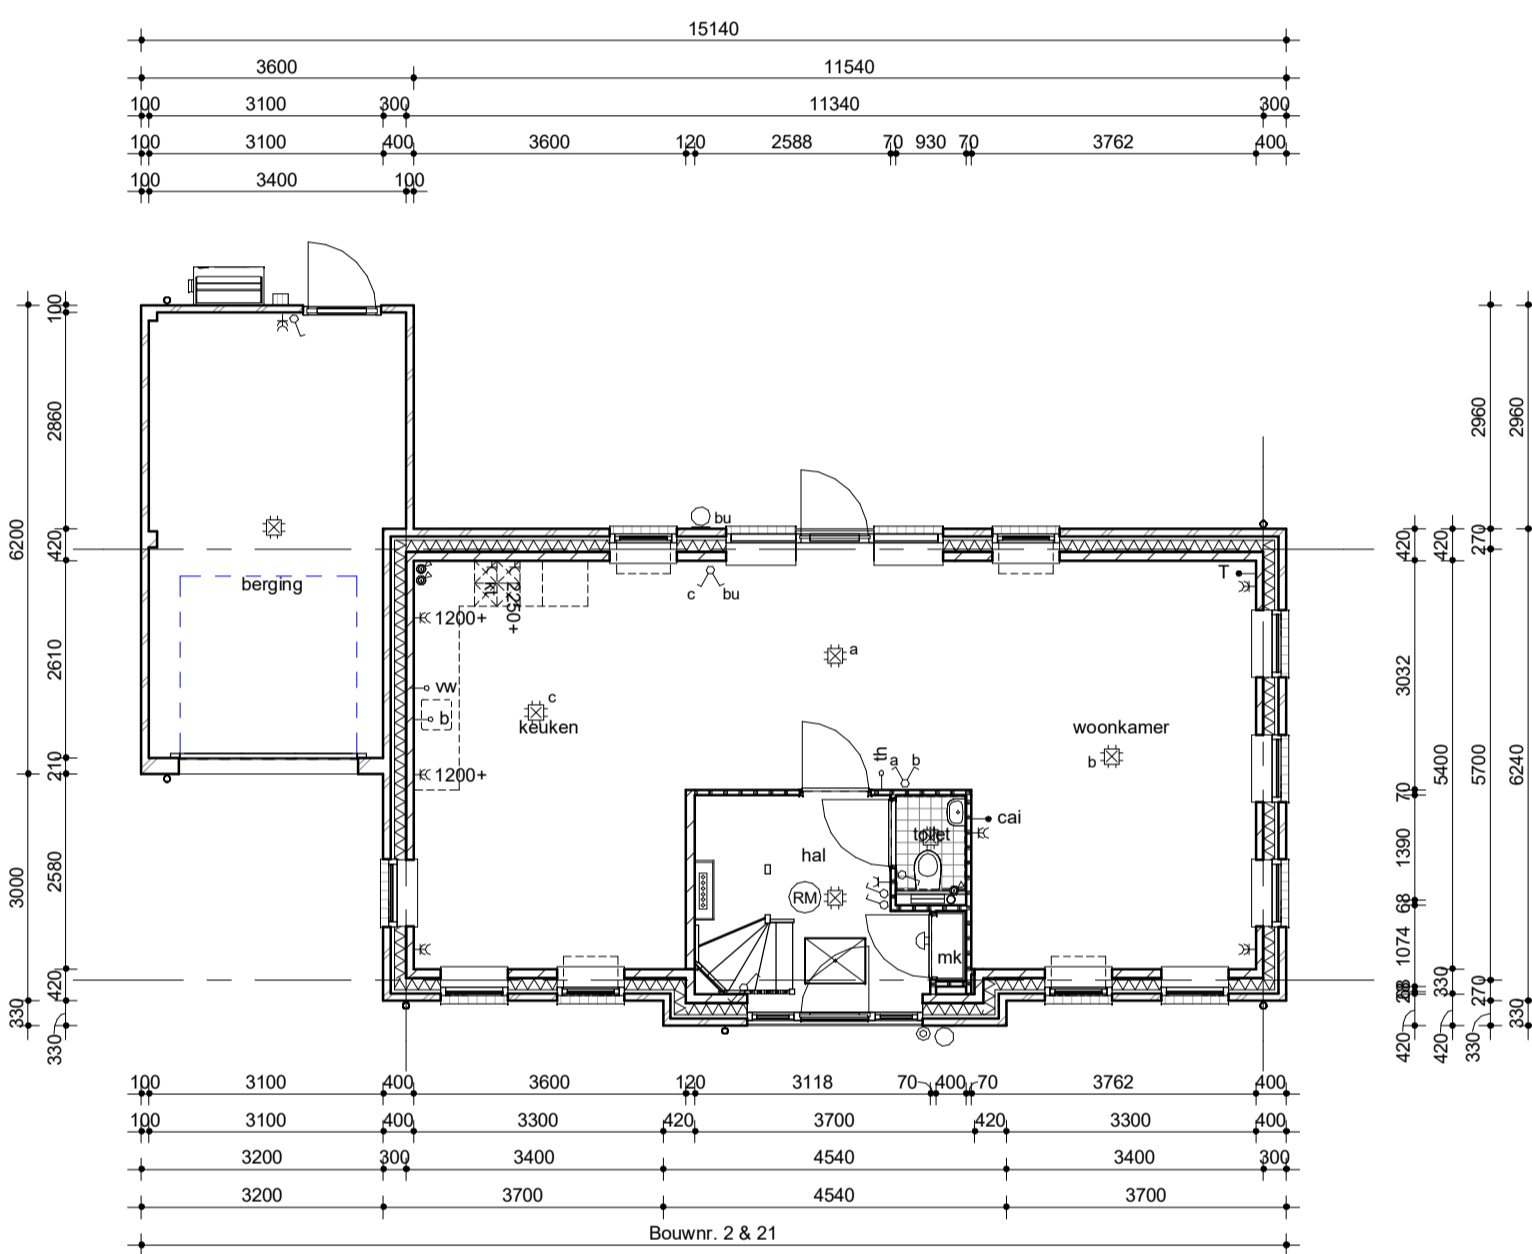 15140
3600 11540
100 3100 300 11340 300
100 3100 400 3600 120 2588 70 930 70 3762 400
100 3400 100
100
2860
6200
420
2610
210
3000
2580
420
330
330
2960 2960
420 420 270
3032 5400 5700 6240
70
1390
68
1074
330 270 330
420 420 330
bu
c bu
T
berging
kt
2250+
1200+
a
vw
b
c
keuken
woonkamer
b
1200+
th
a b
cai
toilet
hal
RM
mk
100 3100 400 3600 120 3118 70 400 70 3762 400
100 3100 400 3300 420 3700 420 3300 400
3200 300 3400 4540 3400 300
3200 3700 4540 3700
Bouwnr. 2 & 21